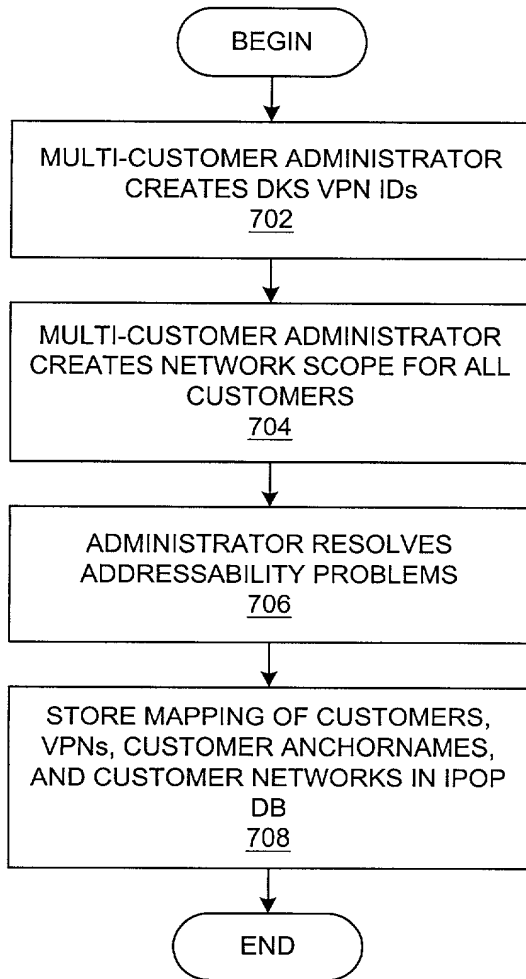 BEGIN
MULTI-CUSTOMER ADMINISTRATOR
CREATES DKS VPN IDs
702
MULTI-CUSTOMER ADMINISTRATOR
CREATES NETWORK SCOPE FOR ALL
CUSTOMERS
704
ADMINISTRATOR RESOLVES
ADDRESSABILITY PROBLEMS
706
STORE MAPPING OF CUSTOMERS,
VPNs, CUSTOMER ANCHORNAMES,
AND CUSTOMER NETWORKS IN IPOP
DB
708
END